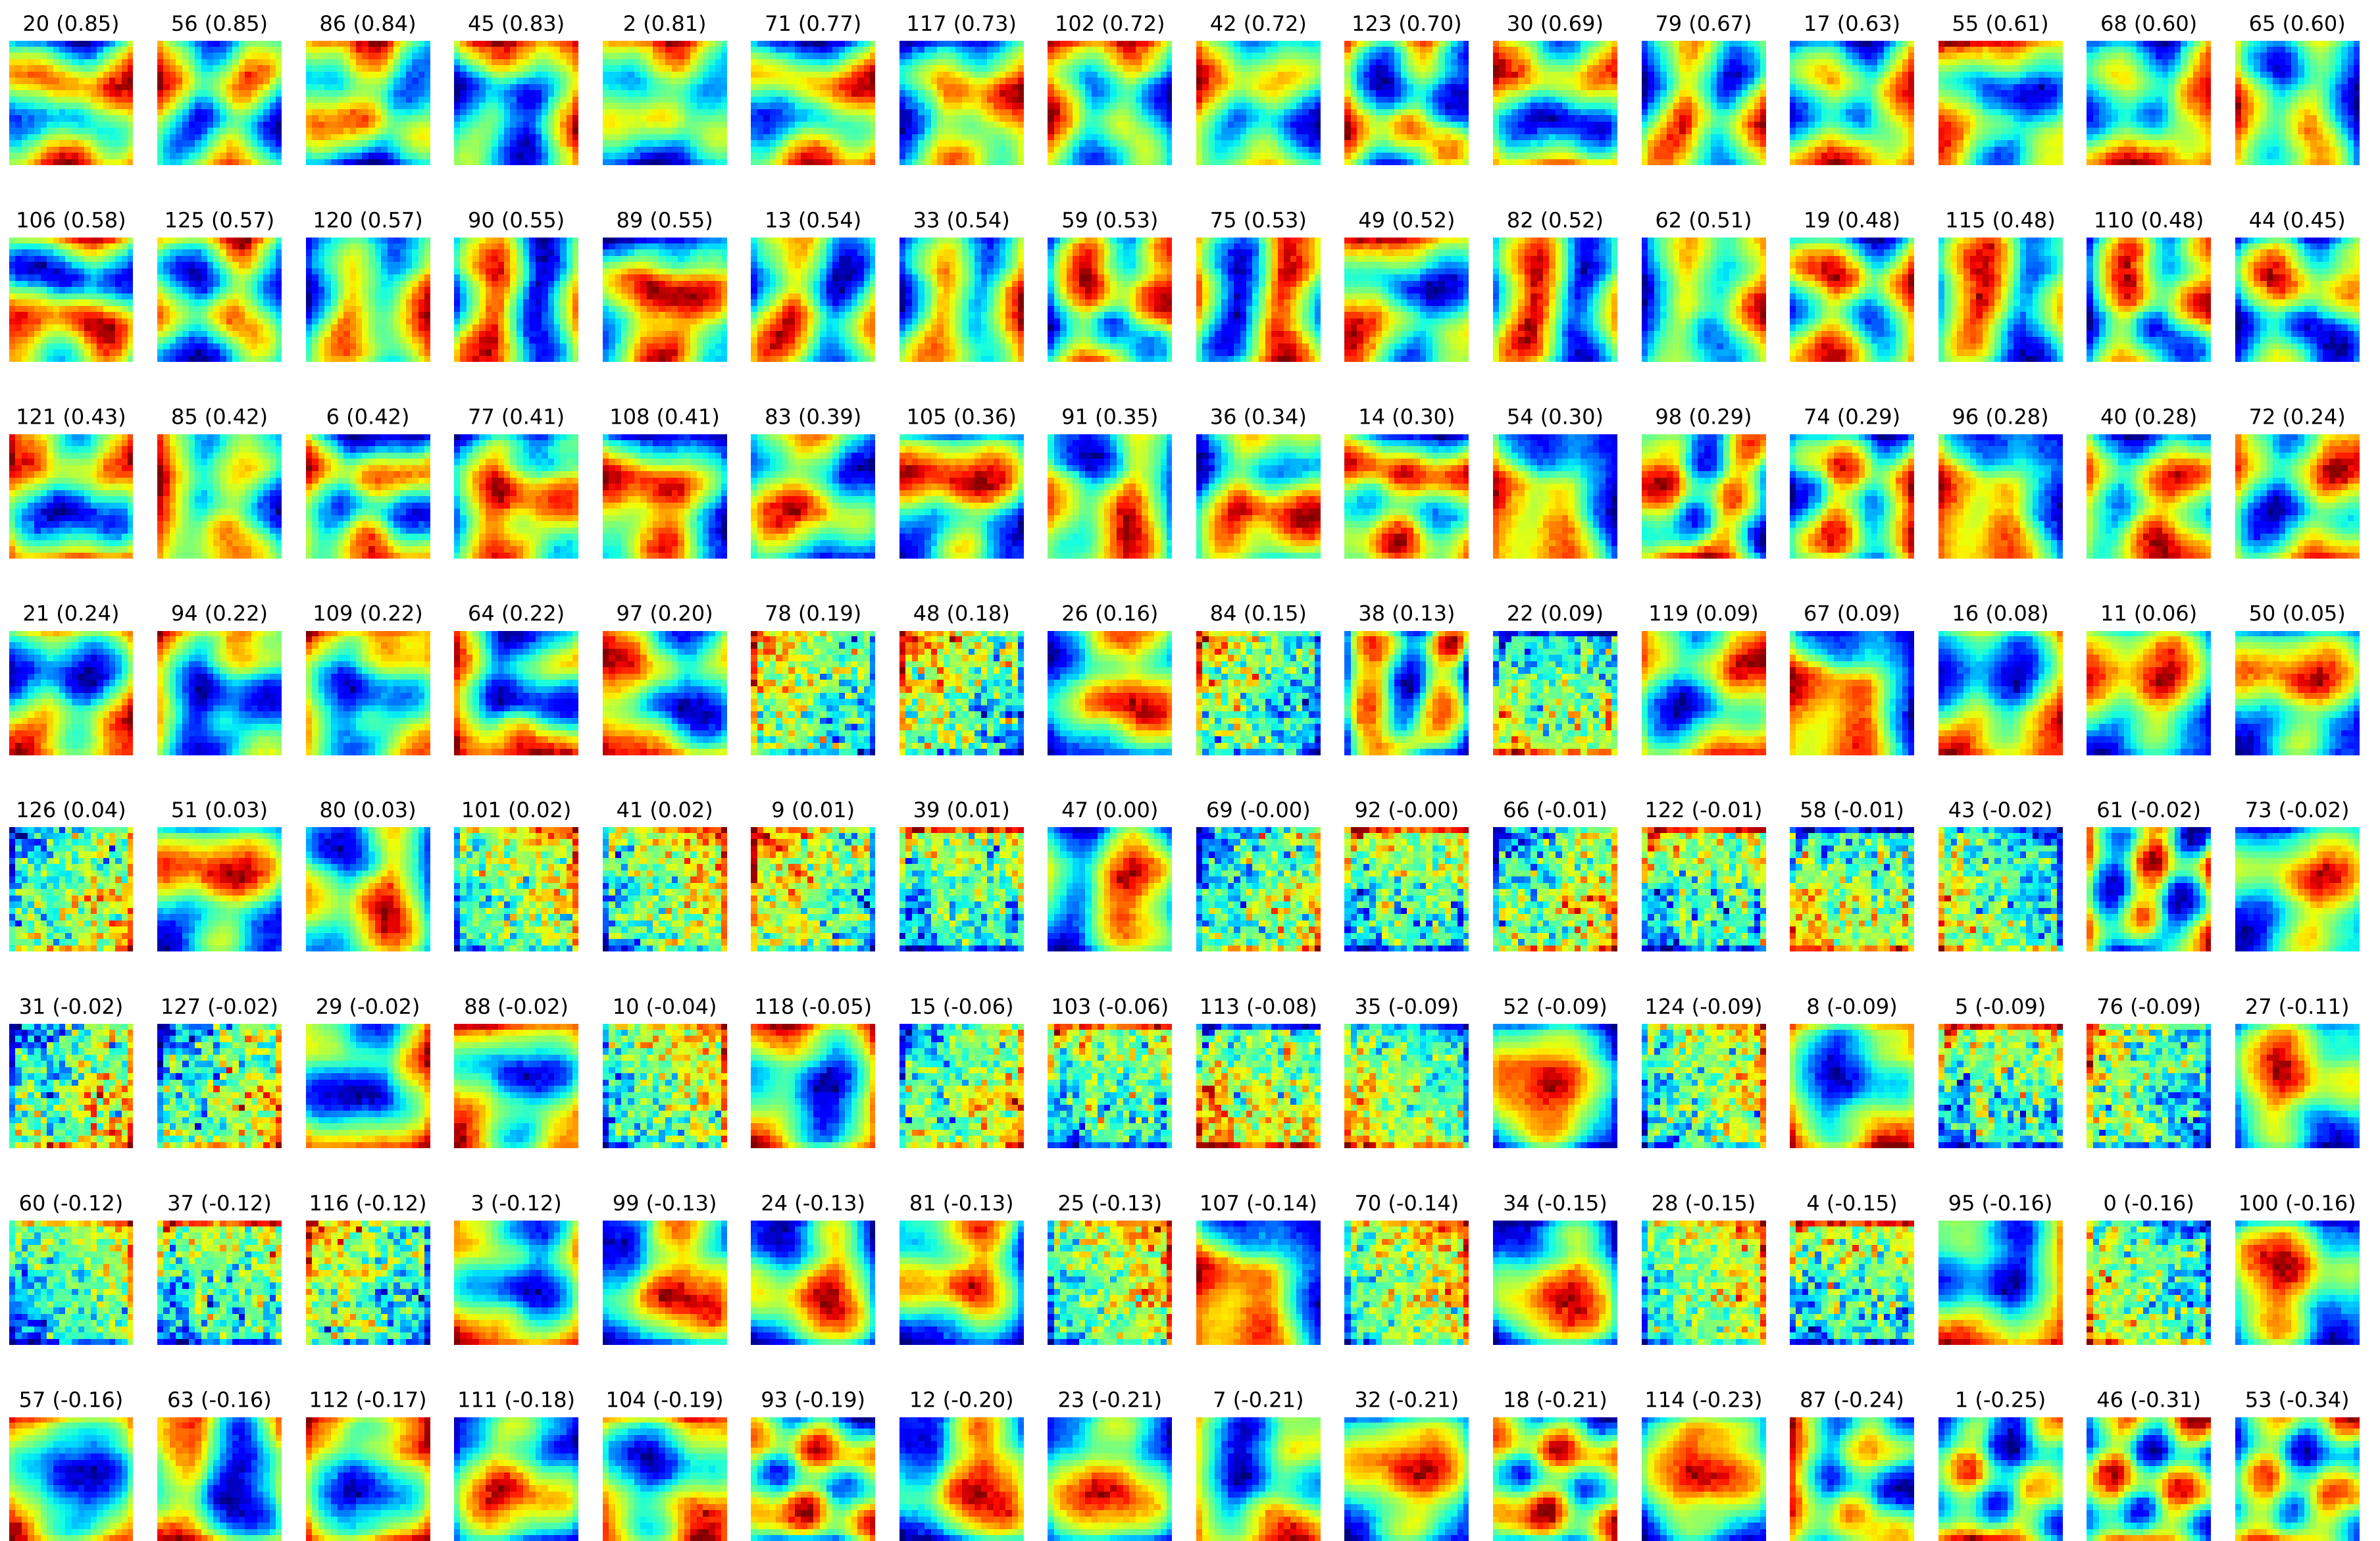 20 (0.85) 56 (0.85) 86 (0.84) 45 (0.83) 2 (0.81) 71 (0.77) 117 (0.73) 102 (0.72) 42 (0.72) 123 (0.70) 30 (0.69) 79 (0.67) 17 (0.63) 55 (0.61) 68 (0.60) 65 (0.60)
106 (0.58) 125 (0.57) 120 (0.57) 90 (0.55) 89 (0.55) 13 (0.54) 33 (0.54) 59 (0.53) 75 (0.53) 49 (0.52) 82 (0.52) 62 (0.51) 19 (0.48) 115 (0.48) 110 (0.48) 44 (0.45)
121 (0.43) 85 (0.42) 6 (0.42) 77 (0.41) 108 (0.41) 83 (0.39) 105 (0.36) 91 (0.35) 36 (0.34) 14 (0.30) 54 (0.30) 98 (0.29) 74 (0.29) 96 (0.28) 40 (0.28) 72 (0.24)
21 (0.24) 94 (0.22) 109 (0.22) 64 (0.22) 97 (0.20) 78 (0.19) 48 (0.18) 26 (0.16) 84 (0.15) 38 (0.13) 22 (0.09) 119 (0.09) 67 (0.09) 16 (0.08) 11 (0.06) 50 (0.05)
126 (0.04) 51 (0.03) 80 (0.03) 101 (0.02) 41 (0.02) 9 (0.01) 39 (0.01) 47 (0.00) 69 (-0.00) 92 (-0.00) 66 (-0.01) 122 (-0.01) 58 (-0.01) 43 (-0.02) 61 (-0.02) 73 (-0.02)
31 (-0.02) 127 (-0.02) 29 (-0.02) 88 (-0.02) 10 (-0.04) 118 (-0.05) 15 (-0.06) 103 (-0.06) 113 (-0.08) 35 (-0.09) 52 (-0.09) 124 (-0.09) 8 (-0.09) 5 (-0.09) 76 (-0.09) 27 (-0.11)
60 (-0.12) 37 (-0.12) 116 (-0.12) 3 (-0.12) 99 (-0.13) 24 (-0.13) 81 (-0.13) 25 (-0.13) 107 (-0.14) 70 (-0.14) 34 (-0.15) 28 (-0.15) 4 (-0.15) 95 (-0.16) 0 (-0.16) 100 (-0.16)
57 (-0.16) 63 (-0.16) 112 (-0.17) 111 (-0.18) 104 (-0.19) 93 (-0.19) 12 (-0.20) 23 (-0.21) 7 (-0.21) 32 (-0.21) 18 (-0.21) 114 (-0.23) 87 (-0.24) 1 (-0.25) 46 (-0.31) 53 (-0.34)